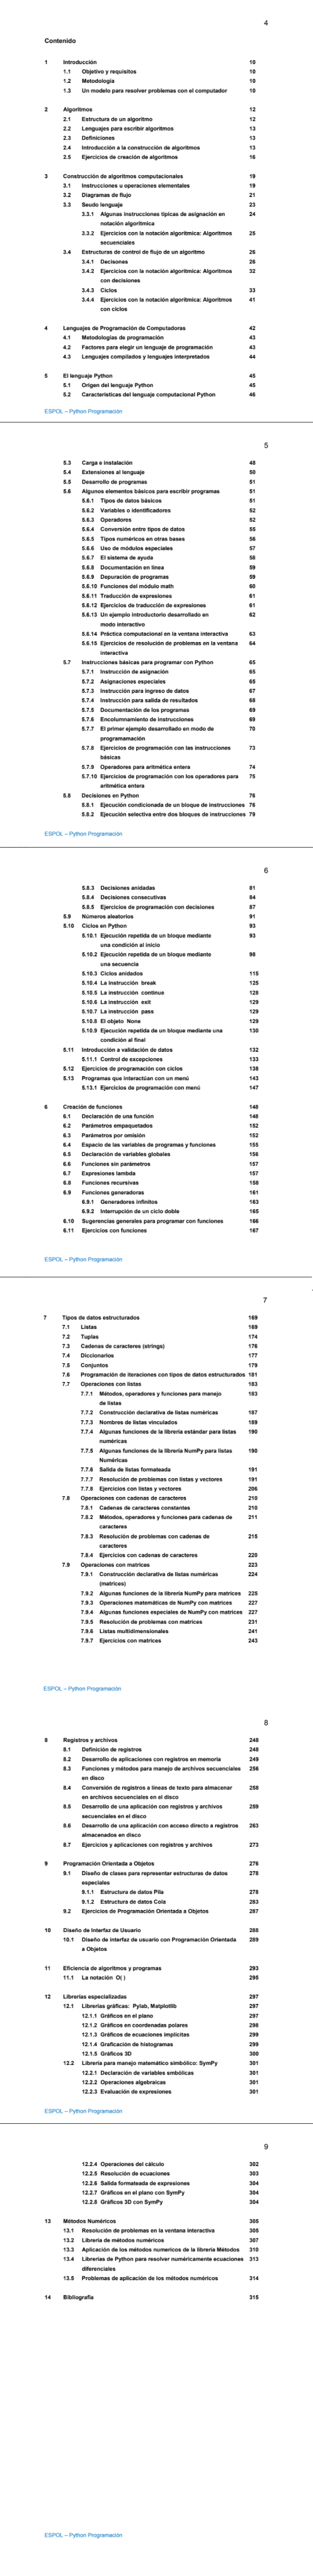 4
Contenido
1 Introducción 10
1.1 Objetivo y requisitos 10
1.2 Metodología 10
1.3 Un modelo para resolver problemas con el computador 10
2 Algoritmos 12
2.1 Estructura de un algoritmo 12
2.2 Lenguajes para escribir algoritmos 13
2.3 Definiciones 13
2.4 Introducción a la construcción de algoritmos 13
2.5 Ejercicios de creación de algoritmos 16
3 Construcción de algoritmos computacionales 19
3.1 Instrucciones u operaciones elementales 19
3.2 Diagramas de flujo 21
3.3 Seudo lenguaje 23
3.3.1 Algunas instrucciones típicas de asignación en 24
notación algorítmica
3.3.2 Ejercicios con la notación algorítmica: Algoritmos 25
secuenciales
3.4 Estructuras de control de flujo de un algoritmo 26
3.4.1 Decisones 26
3.4.2 Ejercicios con la notación algorítmica: Algoritmos 32
con decisiones
3.4.3 Ciclos 33
3.4.4 Ejercicios con la notación algorítmica: Algoritmos 41
con ciclos
4 Lenguajes de Programación de Computadoras 42
4.1 Metodologías de programación 43
4.2 Factores para elegir un lenguaje de programación 43
4.3 Lenguajes compilados y lenguajes interpretados 44
5 El lenguaje Python 45
5.1 Origen del lenguaje Python 45
5.2 Características del lenguaje computacional Python 46
ESPOL – Python Programación
5
5.3 Carga e instalación 48
5.4 Extensiones al lenguaje 50
5.5 Desarrollo de programas 51
5.6 Algunos elementos básicos para escribir programas 51
5.6.1 Tipos de datos básicos 51
5.6.2 Variables o identificadores 52
5.6.3 Operadores 52
5.6.4 Conversión entre tipos de datos 55
5.6.5 Tipos numéricos en otras bases 56
5.6.6 Uso de módulos especiales 57
5.6.7 El sistema de ayuda 58
5.6.8 Documentación en línea 59
5.6.9 Depuración de programas 59
5.6.10 Funciones del módulo math 60
5.6.11 Traducción de expresiones 61
5.6.12 Ejercicios de traducción de expresiones 61
5.6.13 Un ejemplo introductorio desarrollado en 62
modo interactivo
5.6.14 Práctica computacional en la ventana interactiva 63
5.6.15 Ejercicios de resolución de problemas en la ventana 64
interactiva
5.7 Instrucciones básicas para programar con Python 65
5.7.1 Instrucción de asignación 65
5.7.2 Asignaciones especiales 65
5.7.3 Instrucción para ingreso de datos 67
5.7.4 Instrucción para salida de resultados 68
5.7.5 Documentación de los programas 69
5.7.6 Encolumnamiento de instrucciones 69
5.7.7 El primer ejemplo desarrollado en modo de 70
programamación
5.7.8 Ejercicios de programación con las instrucciones 73
básicas
5.7.9 Operadores para aritmética entera 74
5.7.10 Ejercicios de programación con los operadores para 75
aritmética entera
5.8 Decisiones en Python 76
5.8.1 Ejecución condicionada de un bloque de instrucciones 76
5.8.2 Ejecución selectiva entre dos bloques de instrucciones 79
ESPOL – Python Programación
6
5.8.3 Decisiones anidadas 81
5.8.4 Decisiones consecutivas 84
5.8.5 Ejercicios de programación con decisiones 87
5.9 Números aleatorios 91
5.10 Ciclos en Python 93
5.10.1 Ejecución repetida de un bloque mediante 93
una condición al inicio
5.10.2 Ejecución repetida de un bloque mediante 98
una secuencia
5.10.3 Ciclos anidados 115
5.10.4 La instrucción break 125
5.10.5 La instrucción continue 128
5.10.6 La instrucción exit 129
5.10.7 La instrucción pass 129
5.10.8 El objeto None 129
5.10.9 Ejecución repetida de un bloque mediante una 130
condición al final
5.11 Introducción a validación de datos 132
5.11.1 Control de excepciones 133
5.12 Ejercicios de programación con ciclos 138
5.13 Programas que interactúan con un menú 143
5.13.1 Ejercicios de programación con menú 147
6 Creación de funciones 148
6.1 Declaración de una función 148
6.2 Parámetros empaquetados 152
6.3 Parámetros por omisión 152
6.4 Espacio de las variables de programas y funciones 155
6.5 Declaración de variables globales 156
6.6 Funciones sin parámetros 157
6.7 Expresiones lambda 157
6.8 Funciones recursivas 158
6.9 Funciones generadoras 161
6.9.1 Generadores infinitos 163
6.9.2 Interrupción de un ciclo doble 165
6.10 Sugerencias generales para programar con funciones 166
6.11 Ejercicios con funciones 167
ESPOL – Python Programación
7
7 Tipos de datos estructurados 169
7.1 Listas 169
7.2 Tuplas 174
7.3 Cadenas de caracteres (strings) 176
7.4 Diccionarios 177
7.5 Conjuntos 179
7.6 Programación de iteraciones con tipos de datos estructurados 181
7.7 Operaciones con listas 183
7.7.1 Métodos, operadores y funciones para manejo 183
de listas
7.7.2 Construcción declarativa de listas numéricas 187
7.7.3 Nombres de listas vinculados 189
7.7.4 Algunas funciones de la librería estándar para listas 190
numéricas
7.7.5 Algunas funciones de la librería NumPy para listas 190
Numéricas
7.7.6 Salida de listas formateada 191
7.7.7 Resolución de problemas con listas y vectores 191
7.7.8 Ejercicios con listas y vectores 206
7.8 Operaciones con cadenas de caracteres 210
7.8.1 Cadenas de caracteres constantes 210
7.8.2 Métodos, operadores y funciones para cadenas de 211
caracteres
7.8.3 Resolución de problemas con cadenas de 215
caracteres
7.8.4 Ejercicios con cadenas de caracteres 220
7.9 Operaciones con matrices 223
7.9.1 Construcción declarativa de listas numéricas 224
(matrices)
7.9.2 Algunas funciones de la librería NumPy para matrices 225
7.9.3 Operaciones matemáticas de NumPy con matrices 227
7.9.4 Algunas funciones especiales de NumPy con matrices 227
7.9.5 Resolución de problemas con matrices 231
7.9.6 Listas multidimensionales 241
7.9.7 Ejercicios con matrices 243
ESPOL – Python Programación
8
8 Registros y archivos 248
8.1 Definición de registros 248
8.2 Desarrollo de aplicaciones con registros en memoria 249
8.3 Funciones y métodos para manejo de archivos secuenciales 256
en disco
8.4 Conversión de registros a líneas de texto para almacenar 258
en archivos secuenciales en el disco
8.5 Desarrollo de una aplicación con registros y archivos 259
secuenciales en el disco
8.6 Desarrollo de una aplicación con acceso directo a registros 263
almacenados en disco
8.7 Ejercicios y aplicaciones con registros y archivos 273
9 Programación Orientada a Objetos 276
9.1 Diseño de clases para representar estructuras de datos 278
especiales
9.1.1 Estructura de datos Pila 278
9.1.2 Estructura de datos Cola 283
9.2 Ejercicios de Programación Orientada a Objetos 287
10 Diseño de Interfaz de Usuario 288
10.1 Diseño de interfaz de usuario con Programación Orientada 289
a Objetos
11 Eficiencia de algoritmos y programas 293
11.1 La notación O( ) 295
12 Librerías especializadas 297
12.1 Librerías gráficas: Pylab, Matplotlib 297
12.1.1 Gráficos en el plano 297
12.1.2 Gráficos en coordenadas polares 298
12.1.3 Gráficos de ecuaciones implícitas 299
12.1.4 Graficación de histogramas 299
12.1.5 Gráficos 3D 300
12.2 Librería para manejo matemático simbólico: SymPy 301
12.2.1 Declaración de variables smbólicas 301
12.2.2 Operaciones algebraicas 301
12.2.3 Evaluación de expresiones 301
ESPOL – Python Programación
9
12.2.4 Operaciones del cálculo 302
12.2.5 Resolución de ecuaciones 303
12.2.6 Salida formateada de expresiones 304
12.2.7 Gráficos en el plano con SymPy 304
12.2.8 Gráficos 3D con SymPy 304
13 Métodos Numéricos 305
13.1 Resolución de problemas en la ventana interactiva 305
13.2 Librería de métodos numéricos 307
13.3 Aplicación de los métodos numericos de la librería Métodos 310
13.4 Librerías de Python para resolver numéricamente ecuaciones 313
diferenciales
13.5 Problemas de aplicación de los métodos numéricos 314
14 Bibliografía 315
ESPOL – Python Programación